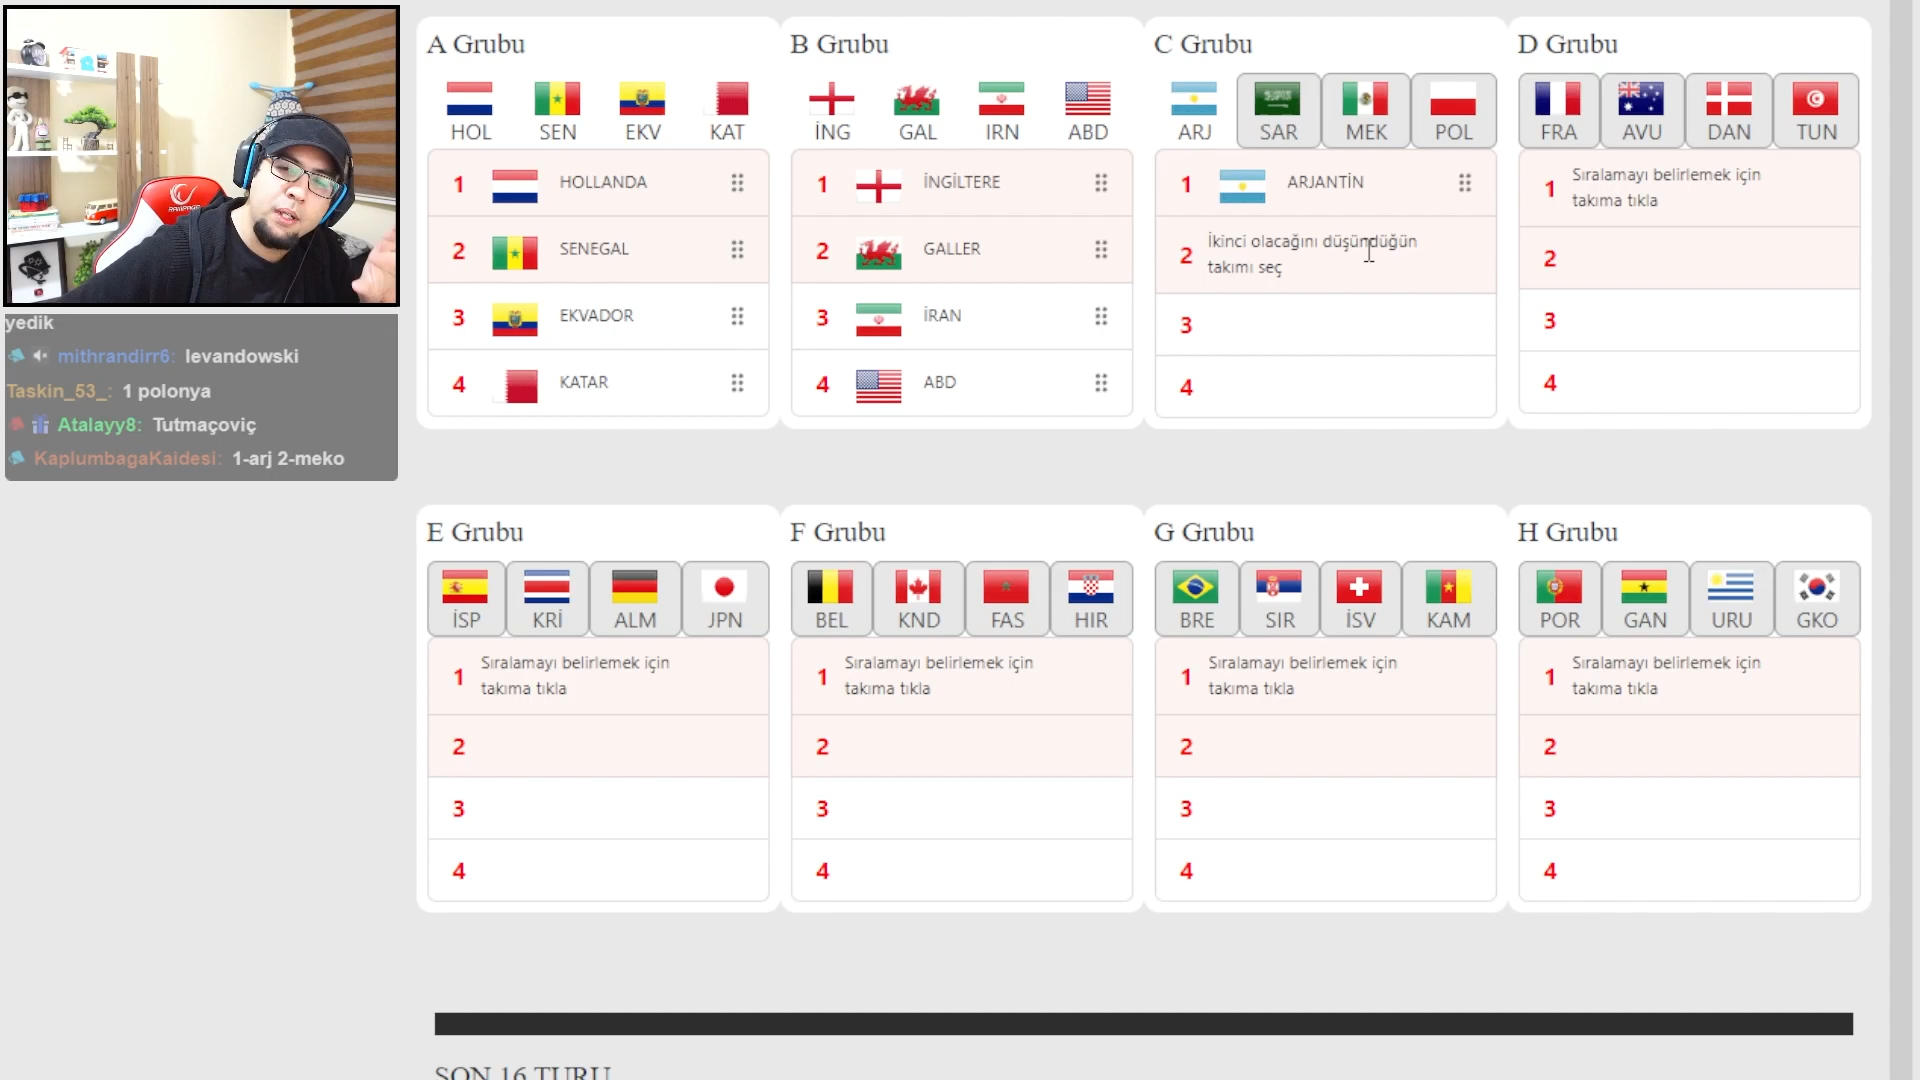 yedik
mithrandirr6: levandowski
Taskin_53_: 1 polonya
Atalayy8: Tutmaçoviç
KaplumbagaKaidesi: 1-arj 2-meko
RAMPAGE
A Grubu
HOL SEN EKV KAT
1 HOLLANDA
2 SENEGAL
3 EKVADOR
4 KATAR
B Grubu
İNG GAL IRN ABD
1 İNGİLTERE
2 GALLER
3 İRAN
4 ABD
C Grubu
ARJ SAR MEK POL
1 ARJANTİN
2 İkinci olacağını düşündüğün
takımı seç
3
4
D Grubu
FRA AVU DAN TUN
1 Sıralamayı belirlemek için
takıma tıkla
2
3
4
E Grubu
İSP KRİ ALM JPN
1 Sıralamayı belirlemek için
takıma tıkla
2
3
4
F Grubu
BEL KND FAS HIR
1 Sıralamayı belirlemek için
takıma tıkla
2
3
4
G Grubu
BRE SIR İSV KAM
1 Sıralamayı belirlemek için
takıma tıkla
2
3
4
H Grubu
POR GAN URU GKO
1 Sıralamayı belirlemek için
takıma tıkla
2
3
4
SON 16 TURU